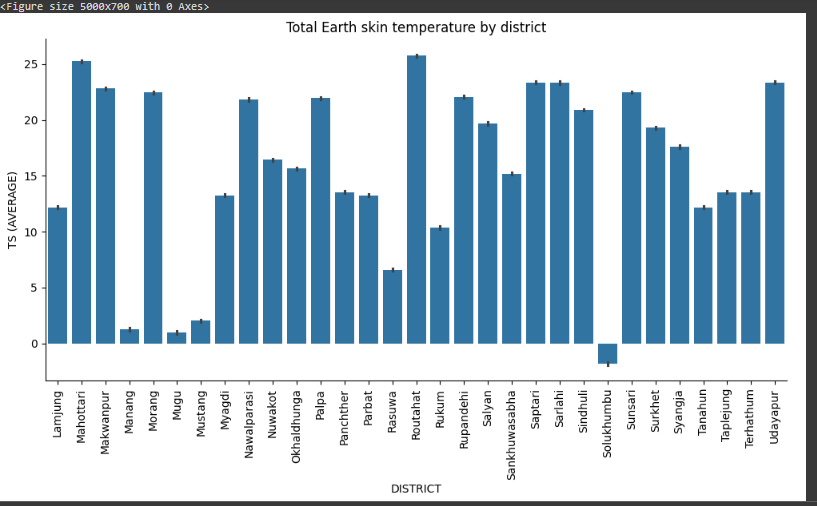 <Figure size 5000x700 with 0 Axes>
Total Earth skin temperature by district
TS (AVERAGE)
25
20
15
10
5
0
Lamjung
Mahottari
Makwanpur
Manang
Morang
Mugu
Mustang
Myagdi
Nawalparasi
Nuwakot
Okhaldhunga
Palpa
Panchther
Parbat
Rasuwa
Routahat
Rukum
Rupandehi
Salyan
Sankhuwasabha
Saptari
Sarlahi
Sindhuli
Solukhumbu
Sunsari
Surkhet
Syangja
Tanahun
Taplejung
Terhathum
Udayapur
DISTRICT